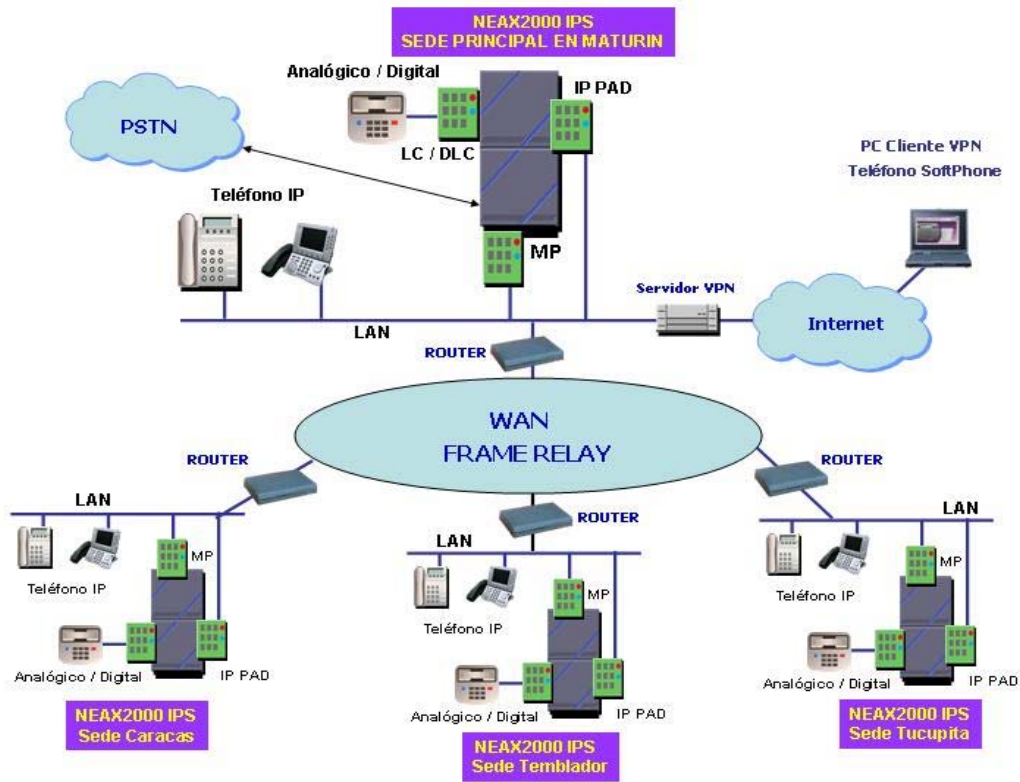 NEAX2000 IPS
SEDE PRINCIPAL EN MATURIN
Analógico / Digital
IP PAD
PSTN
LC / DLC
PC Cliente VPN
Teléfono SoftPhone
Teléfono IP
MP
Servidor VPN
Internet
LAN
ROUTER
WAN
FRAME RELAY
ROUTER
ROUTER
LAN
ROUTER
LAN
LAN
MP
Teléfono IP
MP
Teléfono IP
MP
Teléfono IP
Analógico / Digital
IP PAD
Analógico / Digital
IP PAD
Analógico / Digital
IP PAD
NEAX2000 IPS
Sede Caracas
NEAX2000 IPS
Sede Temblador
NEAX2000 IPS
Sede Tucupita